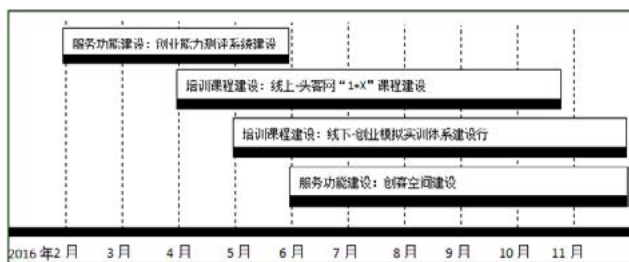 服务功能建设：创业能力测评系统建设
培训课程建设：线上-头客网“1+X”课程建设
培训课程建设：线下-创业模拟实训体系建设行
服务功能建设：创客空间建设
2016 年2 月 3 月 4 月 5 月 6 月 7 月 8 月 9 月 10 月 11 月